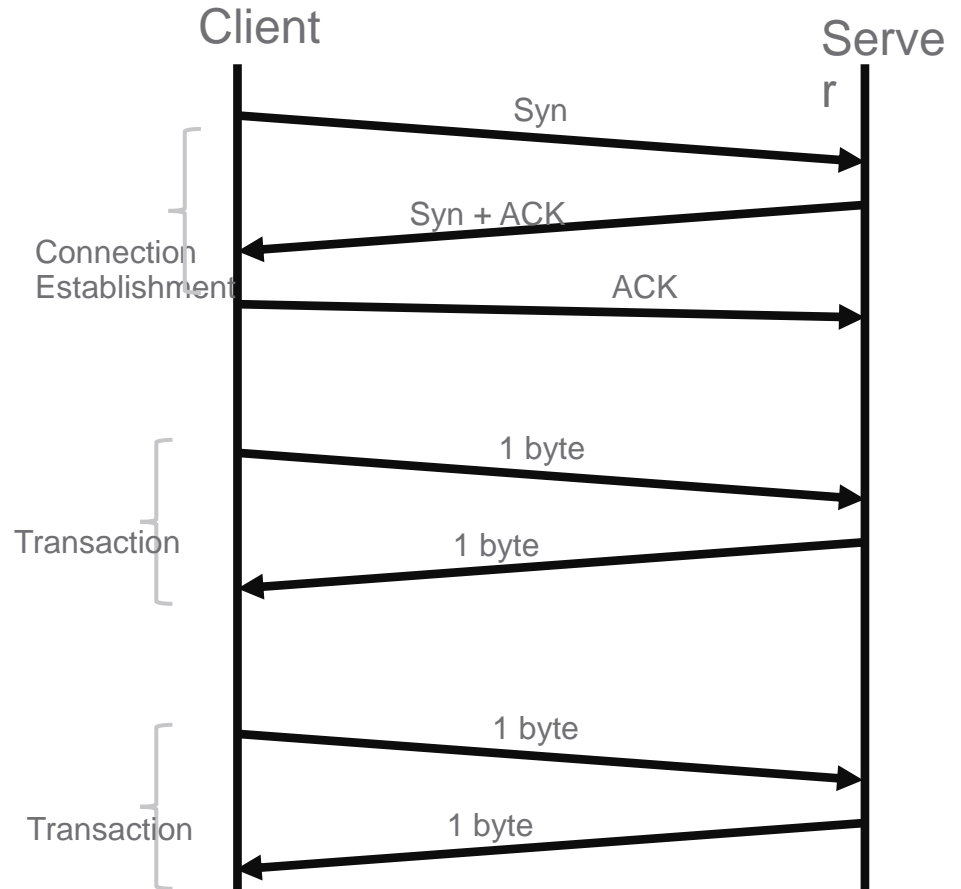 Client
Serve
r
Syn
Syn + ACK
Connection
Establishment
ACK
1 byte
Transaction
1 byte
1 byte
Transaction
1 byte